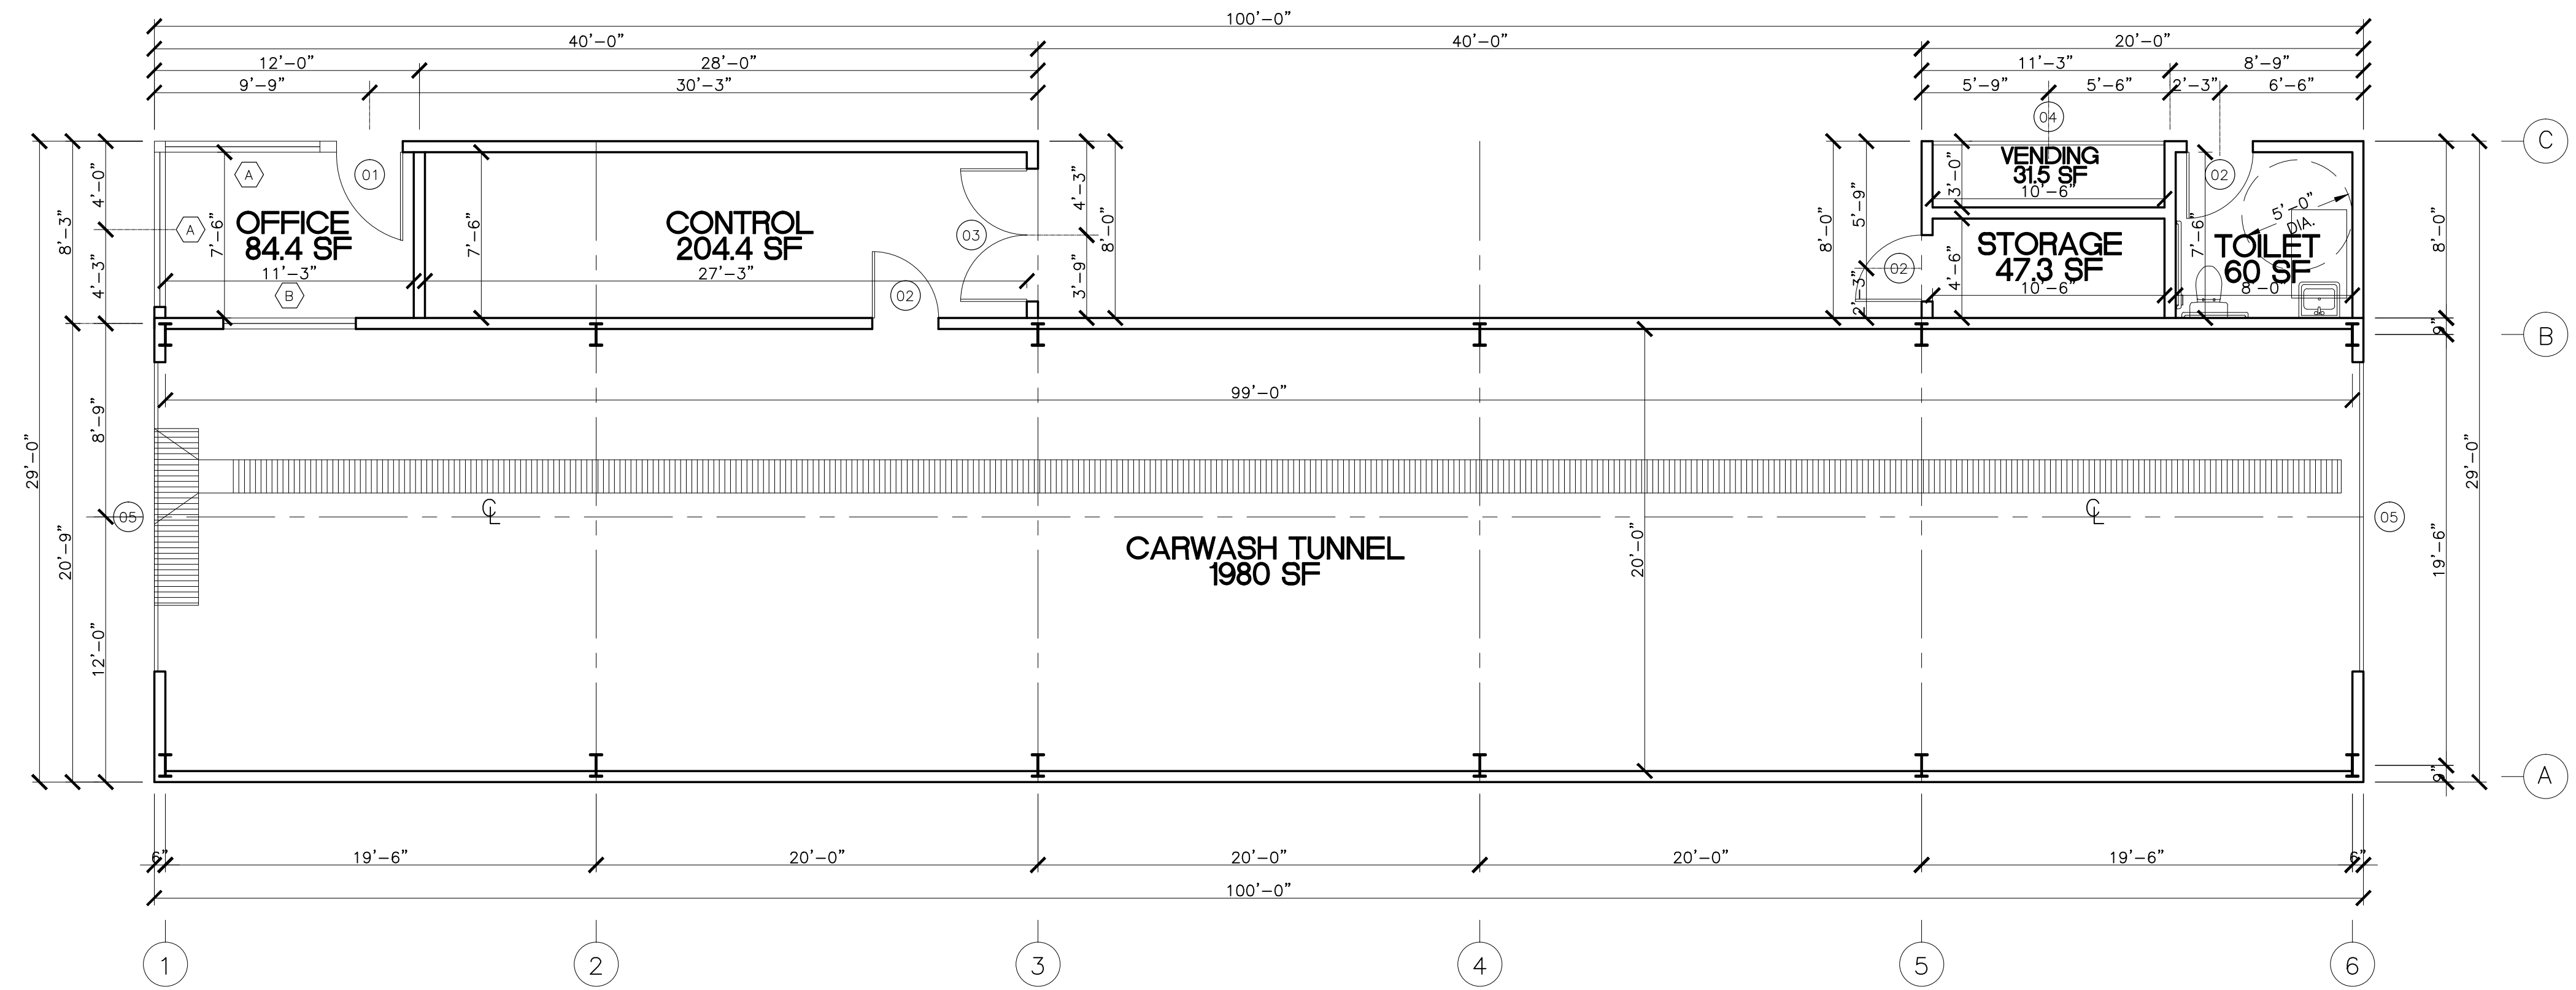 100'-0"
40'-0" 40'-0" 20'-0"
12'-0" 28'-0" 11'-3" 8'-9"
9'-9" 30'-3" 5'-9" 5'-6" 2'-3" 6'-6"
04
C
A 01 02
VENDING
31.5 SF
10'-6"
3'-0"
4'-0"
8'-3"
4'-3"
A
7'-6"
OFFICE
84.4 SF
11'-3"
B
7'-6"
CONTROL
204.4 SF
27'-3"
02
03
4'-3"
3'-9"
8'-0"
8'-0"
5'-9"
2'-3"
02
4'-6"
STORAGE
47.3 SF
10'-6"
7'-6"
TOILET
60 SF
8'-0"
5'-0"
DIA.
8'-0"
9"
B
99'-0"
29'-0"
20'-9"
8'-9"
12'-0"
05
CL
CL
05
CARWASH TUNNEL
1980 SF
20'-0"
19'-6"
29'-0"
9"
A
6" 19'-6" 20'-0" 20'-0" 20'-0" 19'-6" 6"
100'-0"
1 2 3 4 5 6